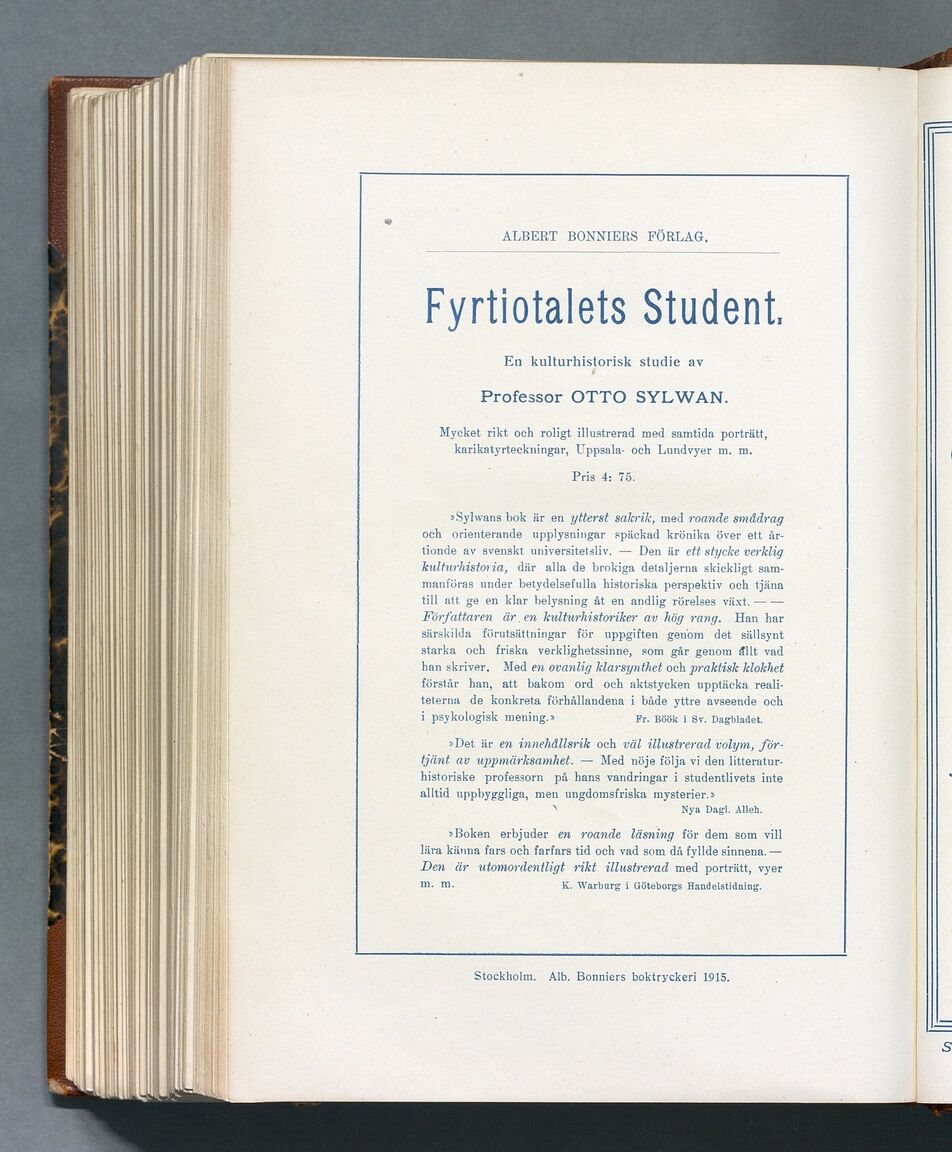 ALBERT BONNIERS FÖRLAG.
Fyrtiotalets Student.
En kulturhistorisk studie av
Professor OTTO SYLWAN.
Mycket rikt och roligt illustrerad med samtida porträtt,
karikatyrteckningar, Uppsala- och Lundvyer m. m.
Pris 4: 75.
»Sylwans bok är en ytterst sakrik, med roande smådrag
och orienterande upplysningar späckad krönika över ett år-
tionde av svenskt universitetsliv. — Den är ett stycke verklig
kulturhistoria, där alla de brokiga detaljerna skickligt sam-
manföras under betydelsefulla historiska perspektiv och tjäna
till att ge en klar belysning åt en andlig rörelses växt. — —
Författaren är en kulturhistoriker av hög rang. Han har
särskilda förutsättningar för uppgiften genom det sällsynt
starka och friska verklighetssinne, som går genom allt vad
han skriver. Med en ovanlig klarsynthet och praktisk klokhet
förstår han, att bakom ord och aktstycken upptäcka reali-
teterna de konkreta förhållandena i både yttre avseende och
i psykologisk mening.» Fr. Böök i Sv. Dagbladet.
»Det är en innehållsrik och väl illustrerad volym, för-
tjänt av uppmärksamhet. — Med nöje följa vi den litteratur-
historiske professorn på hans vandringar i studentlivets inte
alltid uppbyggliga, men ungdomsfriska mysterier.»
Nya Dagl. Alleh.
»Boken erbjuder en roande läsning för dem som vill
lära känna fars och farfars tid och vad som då fyllde sinnena. —
Den är utomordentligt rikt illustrerad med porträtt, vyer
m. m. K. Warburg i Göteborgs Handelstidning.
Stockholm. Alb. Bonniers boktryckeri 1915.